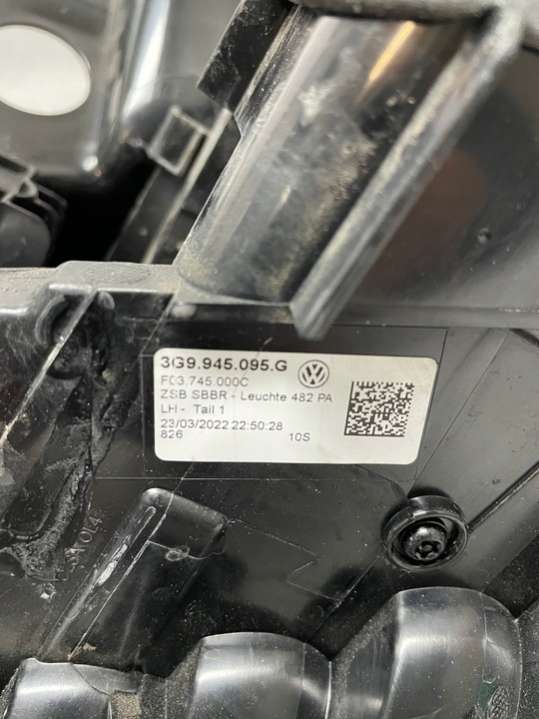 3G9.945.095.G
F03.745.000C
ZSB SBBR - Leuchte 482 PA
LH - Tail 1
23/03/2022 22:50:28
826 10S